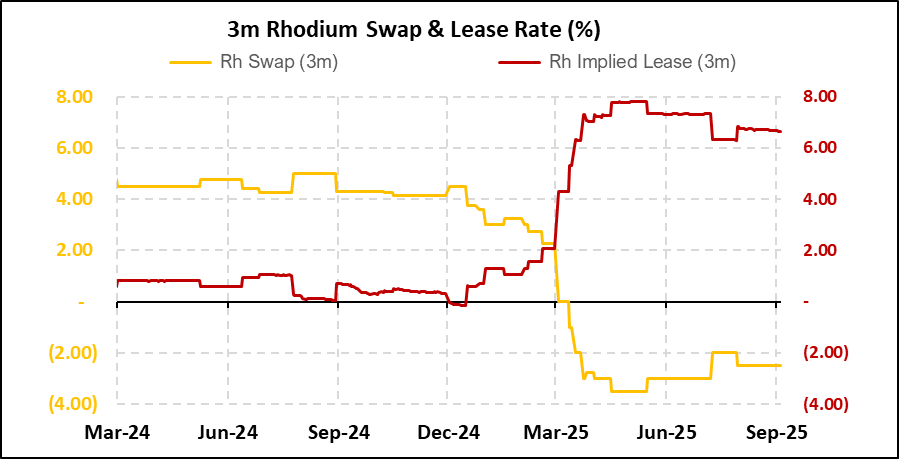 3m Rhodium Swap & Lease Rate (%)
Rh Swap (3m) Rh Implied Lease (3m)
8.00 8.00
6.00 6.00
4.00 4.00
2.00 2.00
- -
(2.00) (2.00)
(4.00) (4.00)
Mar-24 Jun-24 Sep-24 Dec-24 Mar-25 Jun-25 Sep-25